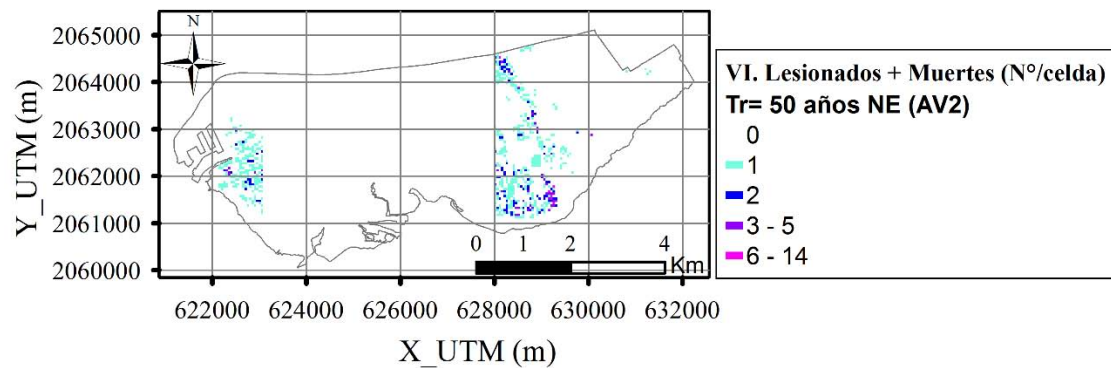 N
2065000
2064000
2063000
2062000
2061000
2060000
Y_UTM (m)
0 1 2 4
Km
622000 624000 626000 628000 630000 632000
X_UTM (m)
VI. Lesionados + Muertes (N°/celda)
Tr= 50 años NE (AV2)
0
1
2
3 - 5
6 - 14